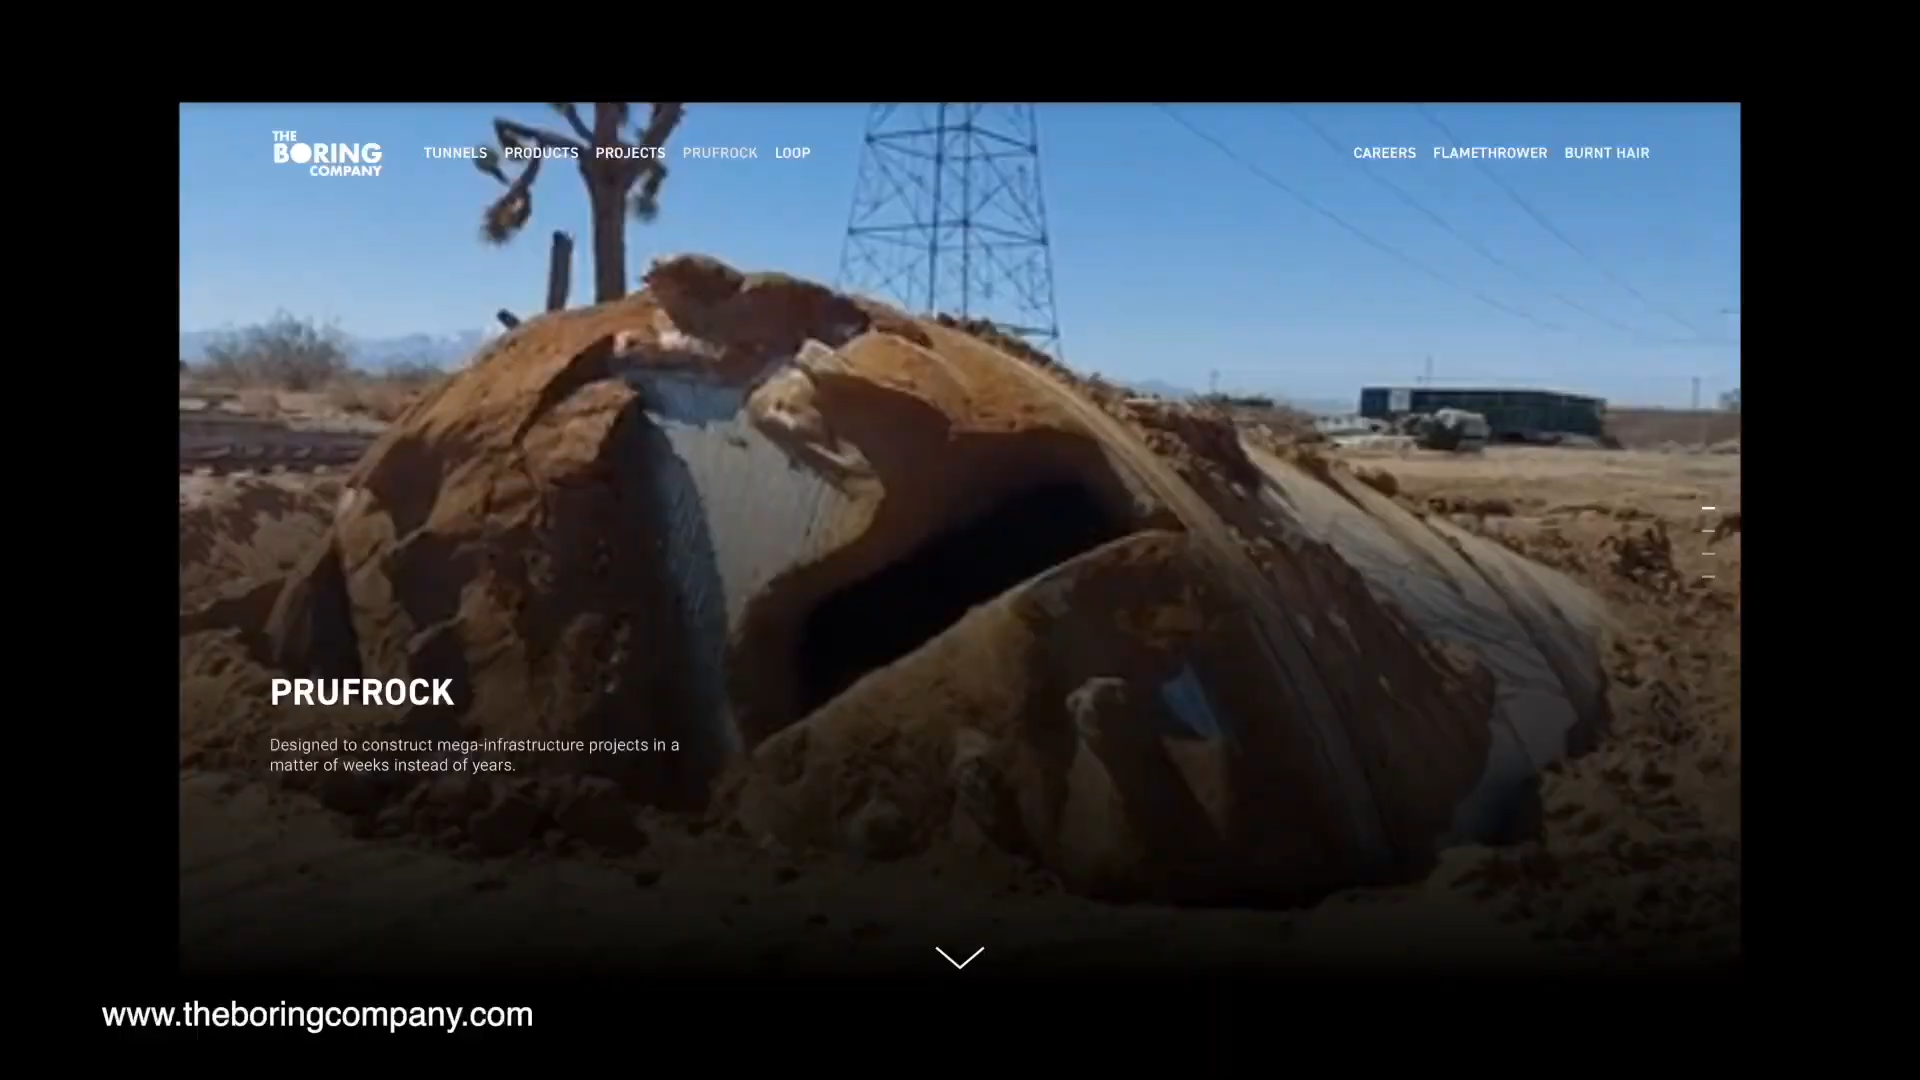 THE
BORING
COMPANY
TUNNELS PRODUCTS PROJECTS PRUFROCK LOOP
CAREERS FLAMETHROWER BURNT HAIR
PRUFROCK
Designed to construct mega-infrastructure projects in a
matter of weeks instead of years.
www.theboringcompany.com